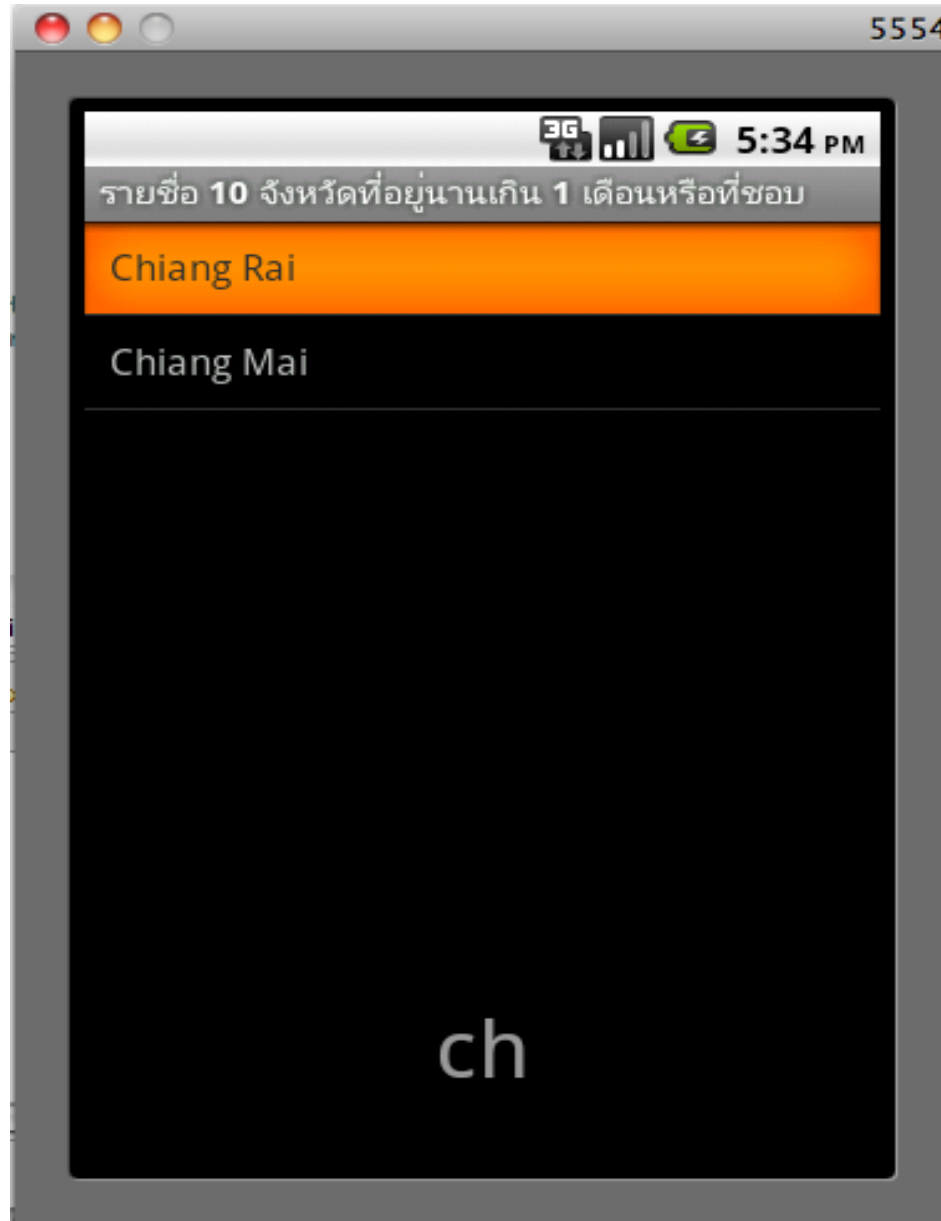 5554
3G 5:34 PM
รายชื่อ 10 จังหวัดที่อยู่นานเกิน 1 เดือนหรือที่ชอบ
Chiang Rai
Chiang Mai
ch